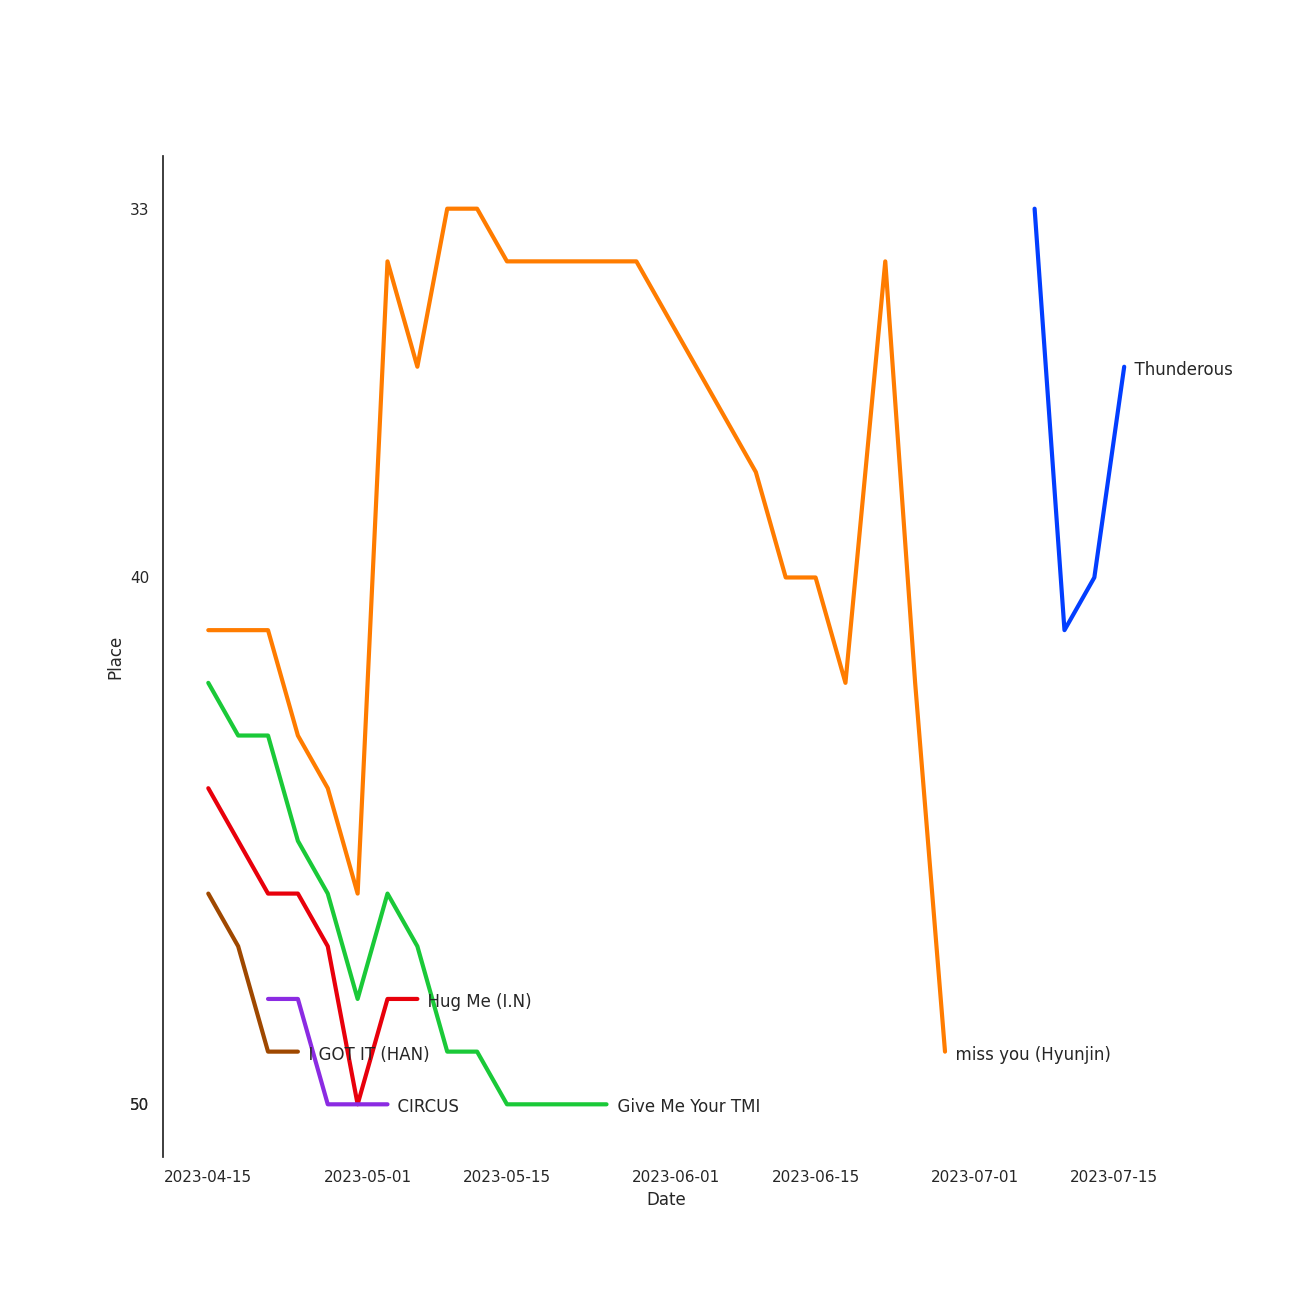 33
Thunderous
40
Place
Hug Me (I.N)
I GOT IT (HAN)
miss you (Hyunjin)
50
CIRCUS
Give Me Your TMI
2023-04-15
2023-05-01
2023-05-15
2023-06-01
2023-06-15
2023-07-01
2023-07-15
Date